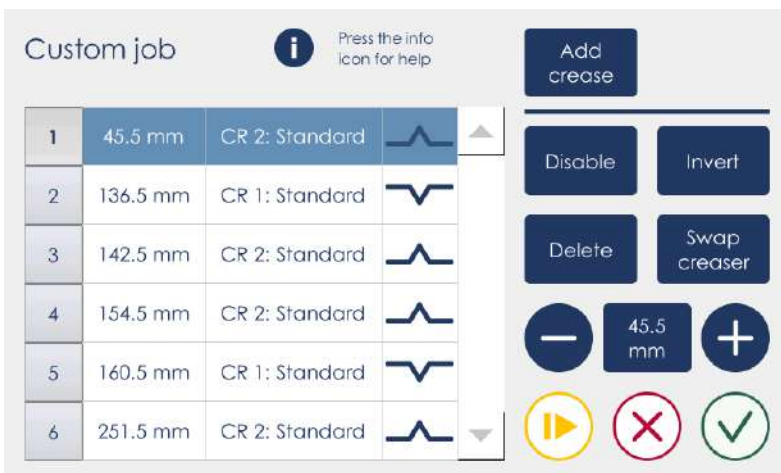 Custom job
i
Press the info
icon for help
Add
crease
1 45.5 mm CR 2: Standard
2 136.5 mm CR 1: Standard
3 142.5 mm CR 2: Standard
4 154.5 mm CR 2: Standard
5 160.5 mm CR 1: Standard
6 251.5 mm CR 2: Standard
Disable
Invert
Delete
Swap
creaser
45.5
mm